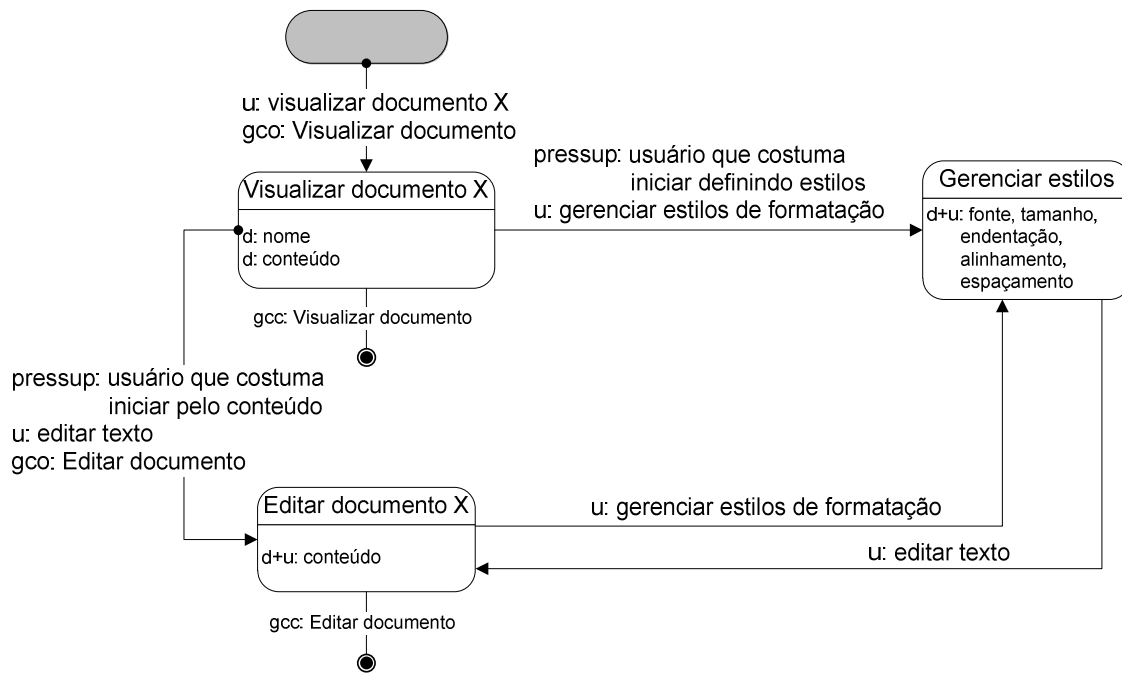 u: visualizar documento X
gco: Visualizar documento
Visualizar documento X
d: nome
d: conteúdo
gcc: Visualizar documento
pressup: usuário que costuma
iniciar definindo estilos
u: gerenciar estilos de formatação
Gerenciar estilos
d+u: fonte, tamanho,
endentação,
alinhamento,
espaçamento
pressup: usuário que costuma
iniciar pelo conteúdo
u: editar texto
gco: Editar documento
Editar documento X
d+u: conteúdo
gcc: Editar documento
u: gerenciar estilos de formatação
u: editar texto